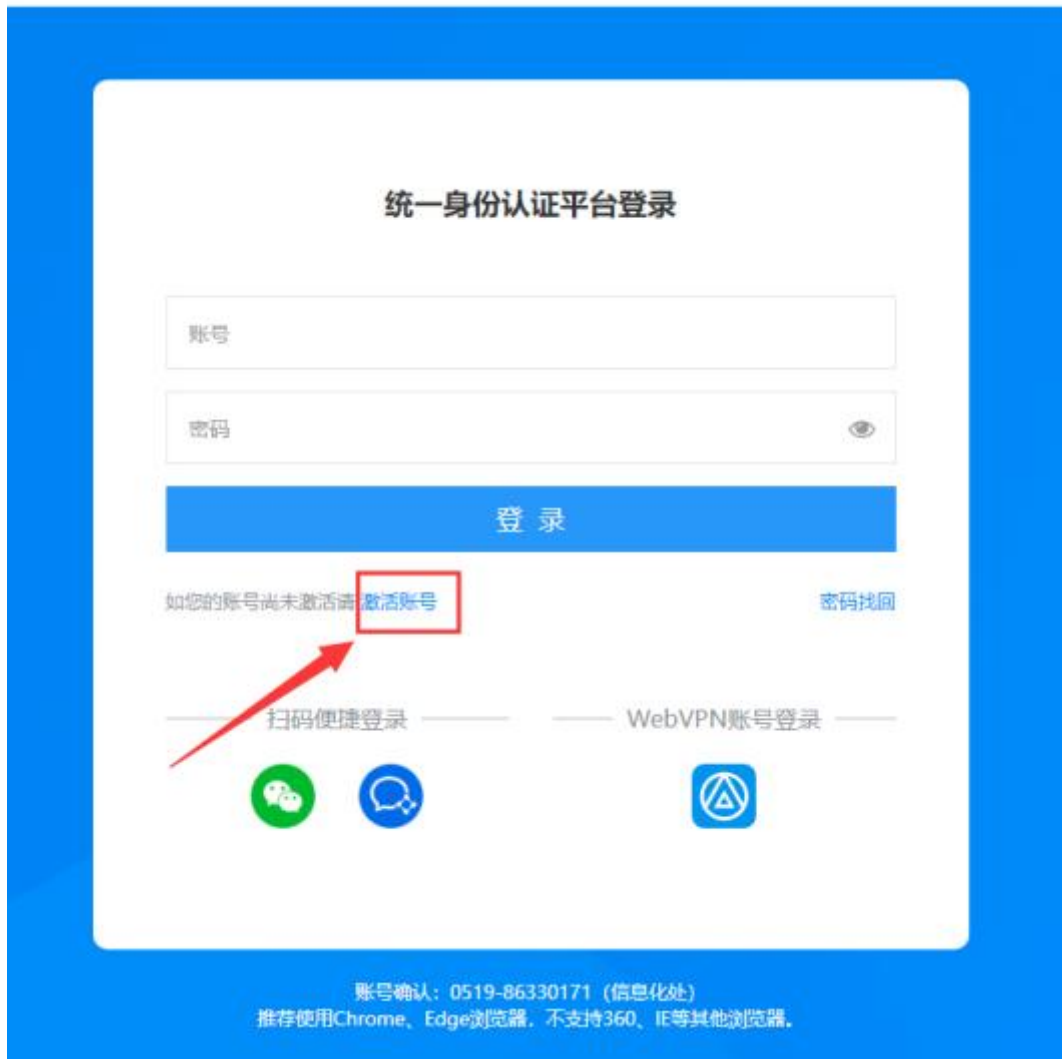 统一身份认证平台登录
账号
密码
登 录
如您的账号尚未激活请 激活账号 密码找回
扫码便捷登录 WebVPN账号登录
账号确认：0519-86330171（信息化处）
推荐使用Chrome、Edge浏览器，不支持360、IE等其他浏览器。